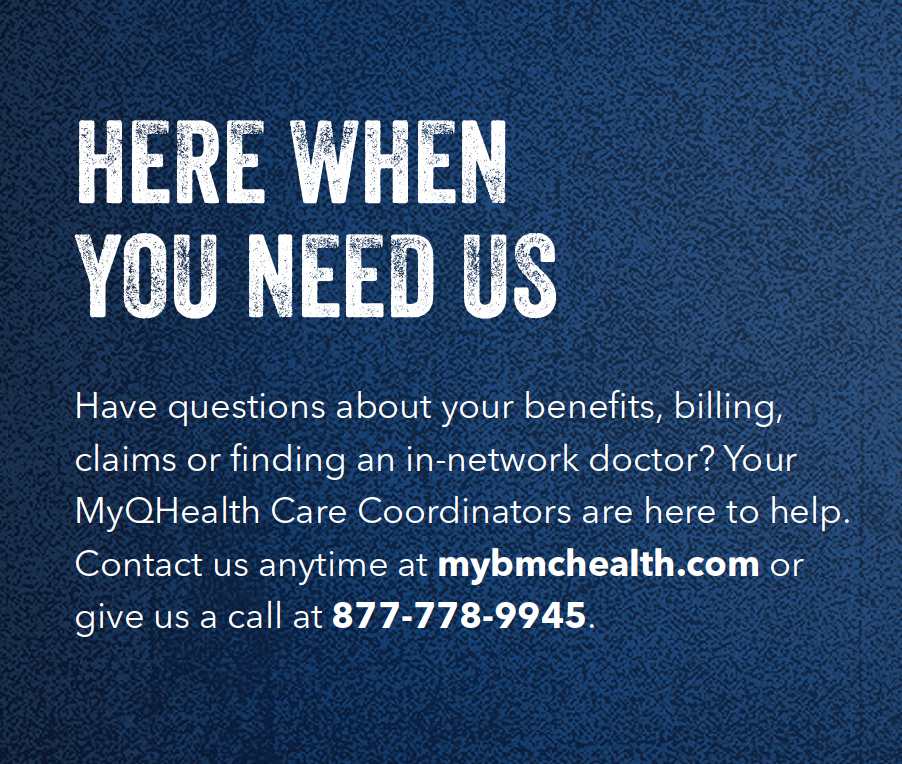 HERE WHEN
YOU NEED US
Have questions about your benefits, billing,
claims or finding an in-network doctor? Your
MyQHealth Care Coordinators are here to help.
Contact us anytime at mybmchealth.com or
give us a call at 877-778-9945.